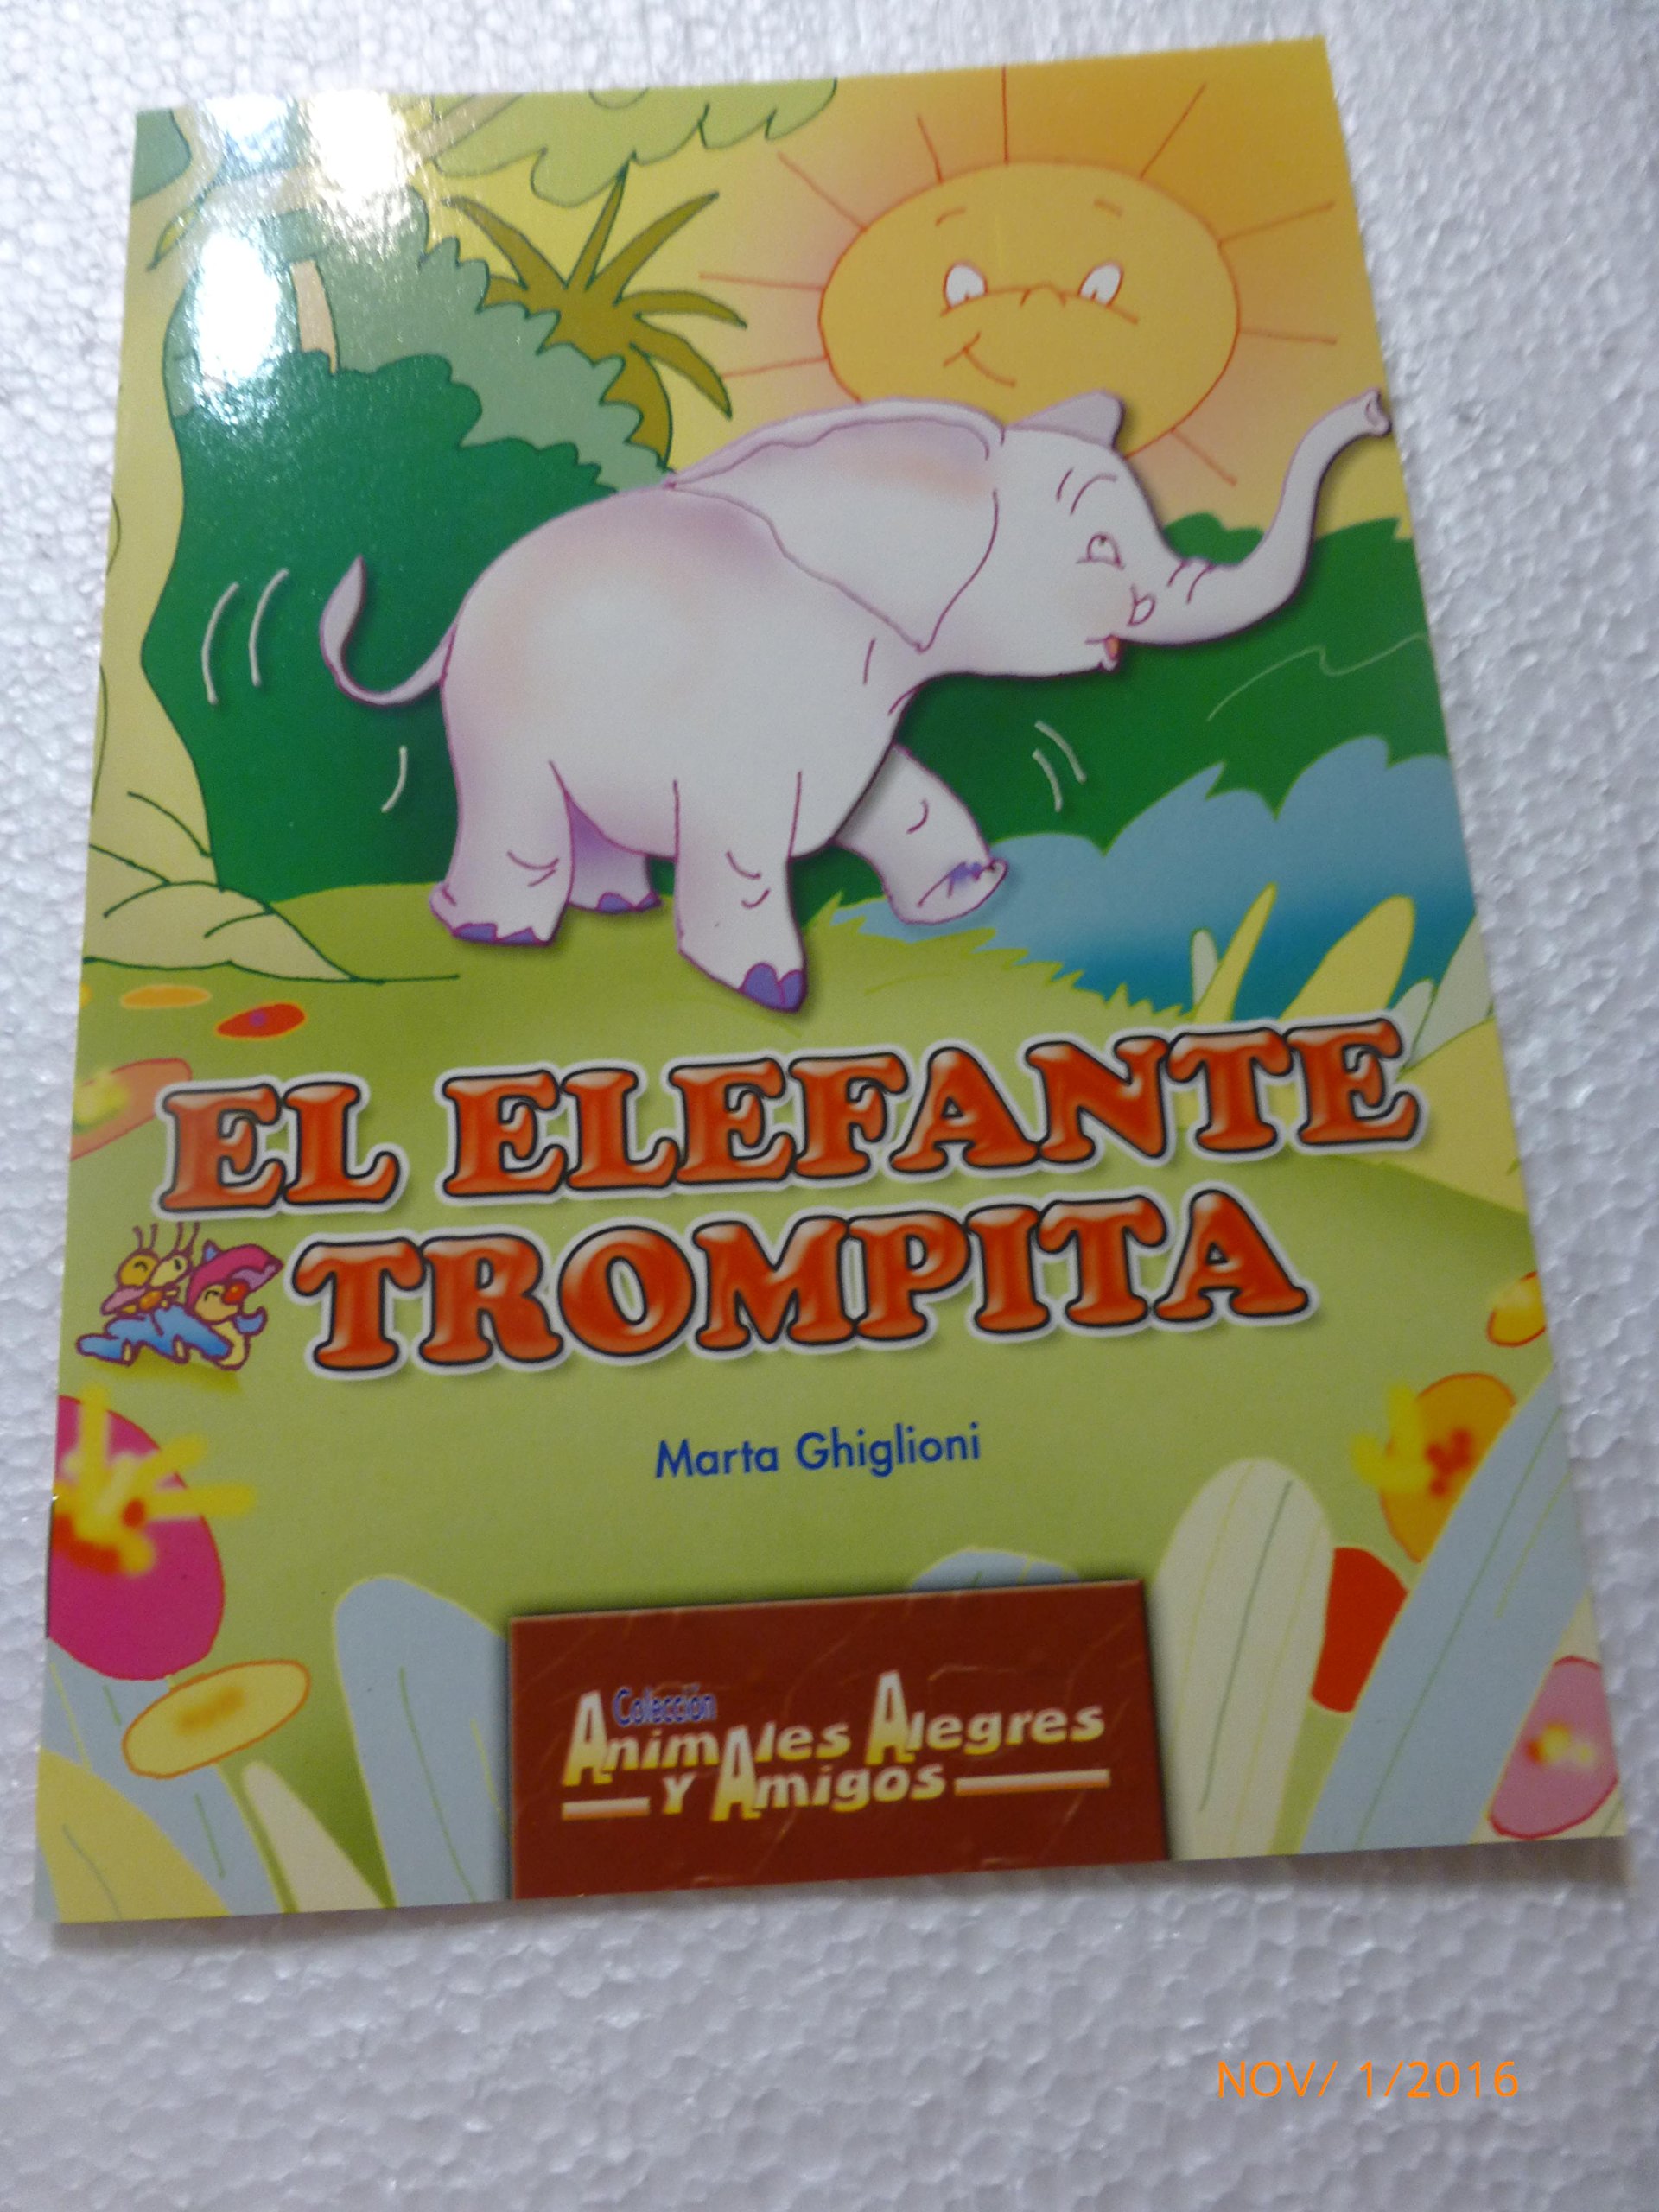 EL ELEFANTE
TROMPITA
Marta Ghiglioni
Colección
AnimAles Alegres
Y Amigos
NOV/ 1/2016